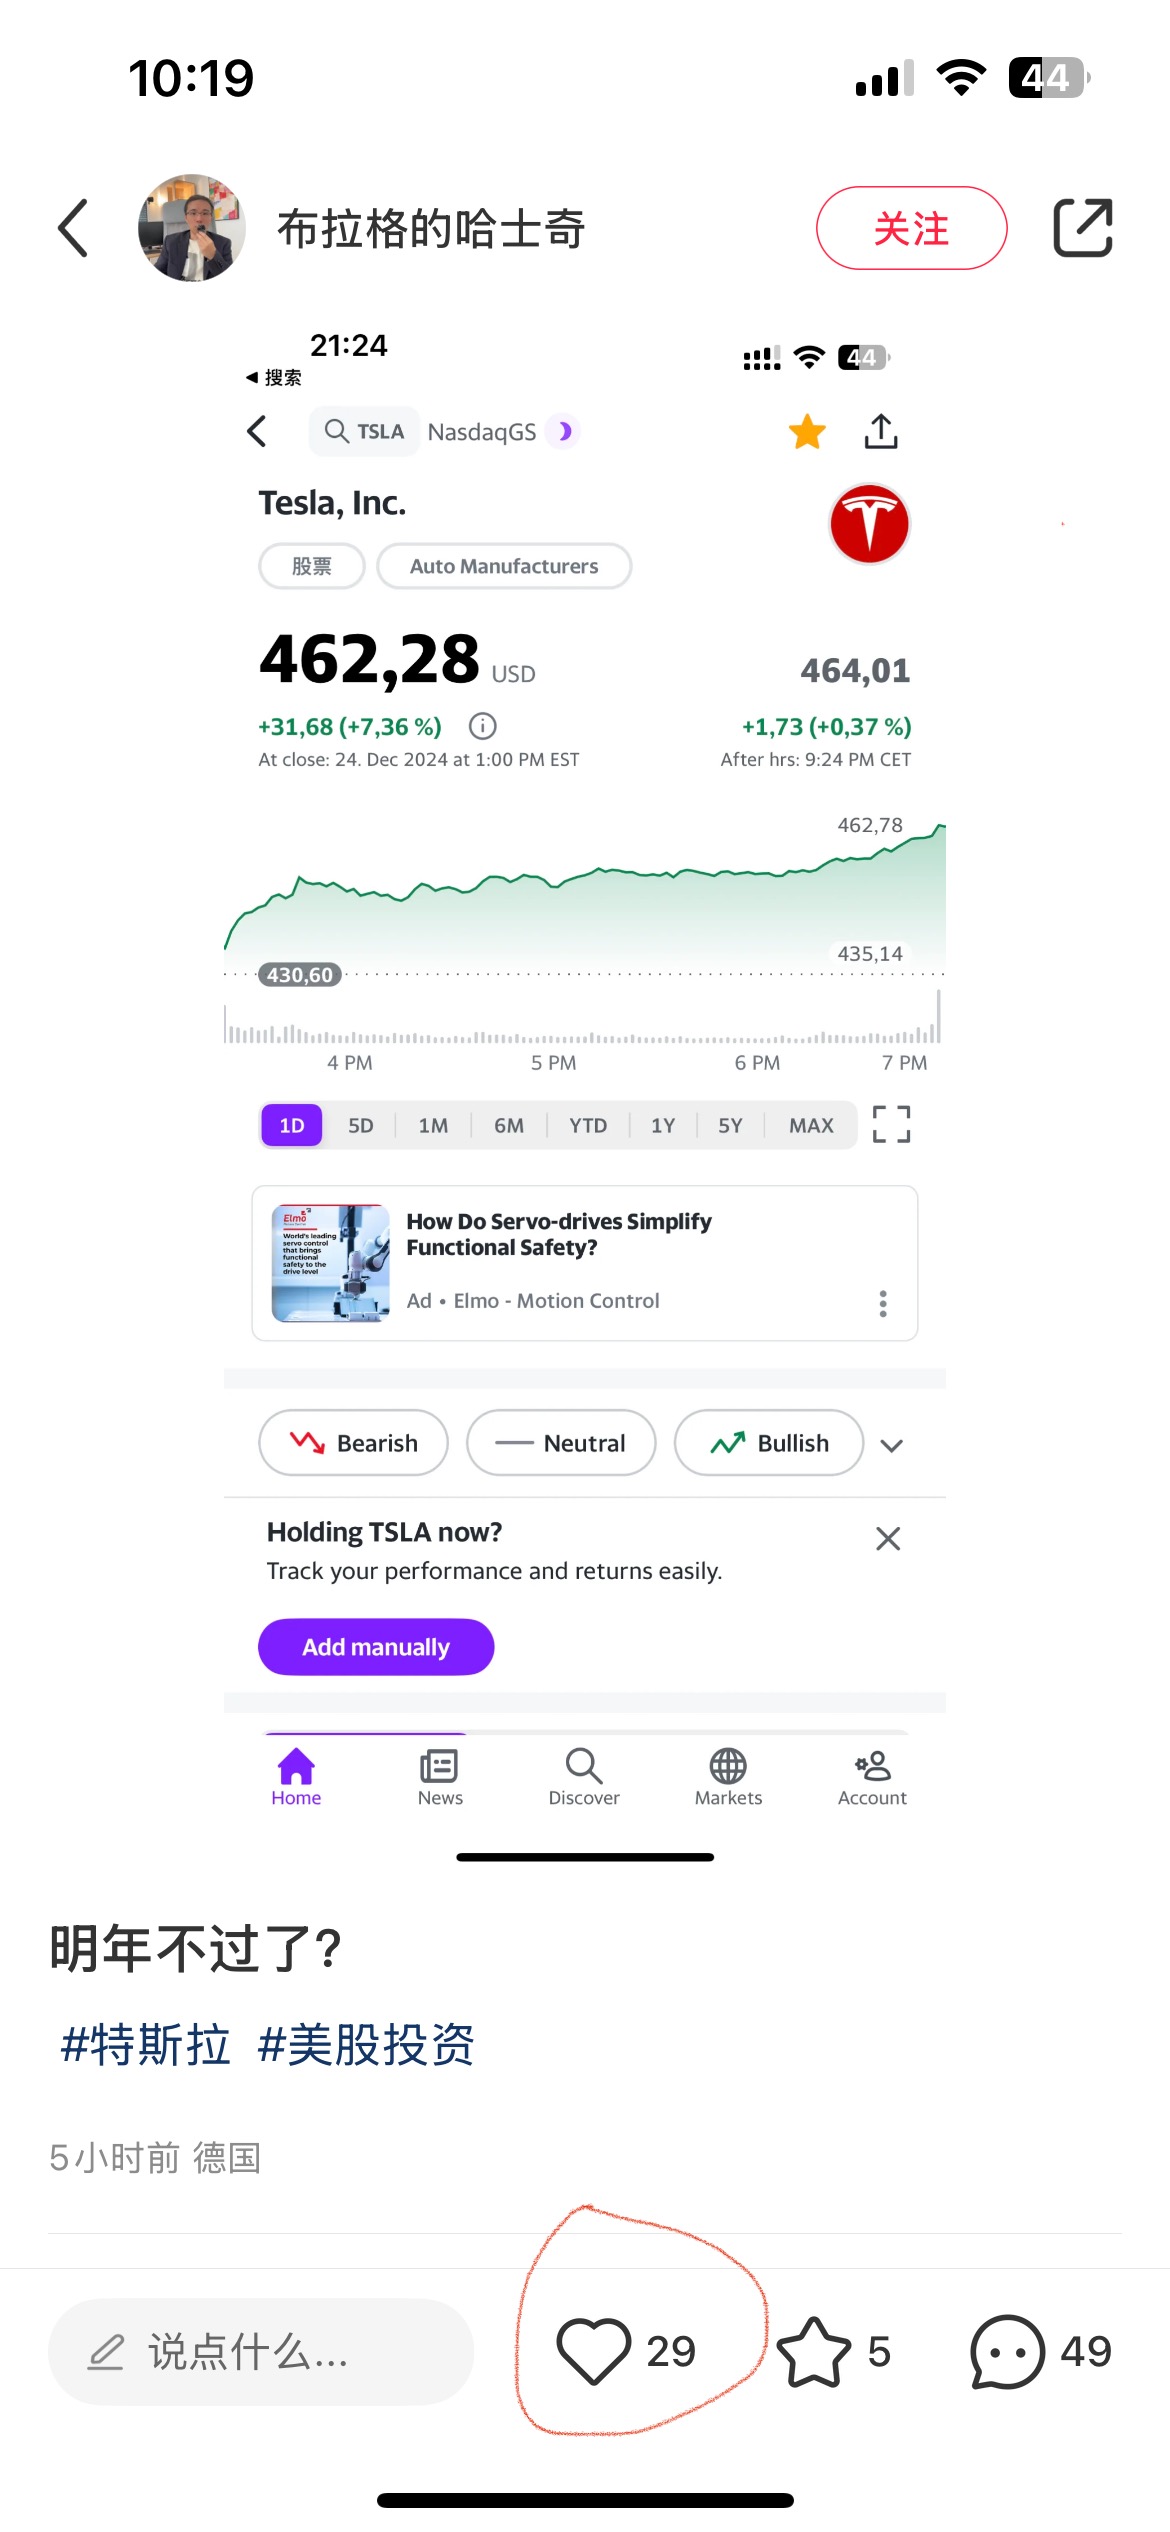 10:19
44
布拉格的哈士奇
关注
21:24
44
◀ 搜索
TSLA NasdaqGS
Tesla, Inc.
股票
Auto Manufacturers
462,28 USD
464,01
+31,68 (+7,36 %)
+1,73 (+0,37 %)
At close: 24. Dec 2024 at 1:00 PM EST
After hrs: 9:24 PM CET
462,78
435,14
430,60
4 PM 5 PM 6 PM 7 PM
1D 5D 1M 6M YTD 1Y 5Y MAX
Elmo
World's leading
servo control
that brings
functional
safety to the
drive level
How Do Servo-drives Simplify
Functional Safety?
Ad • Elmo - Motion Control
Bearish Neutral Bullish
Holding TSLA now?
Track your performance and returns easily.
Add manually
Home News Discover Markets Account
明年不过了?
#特斯拉 #美股投资
5小时前 德国
说点什么...
29
5
49